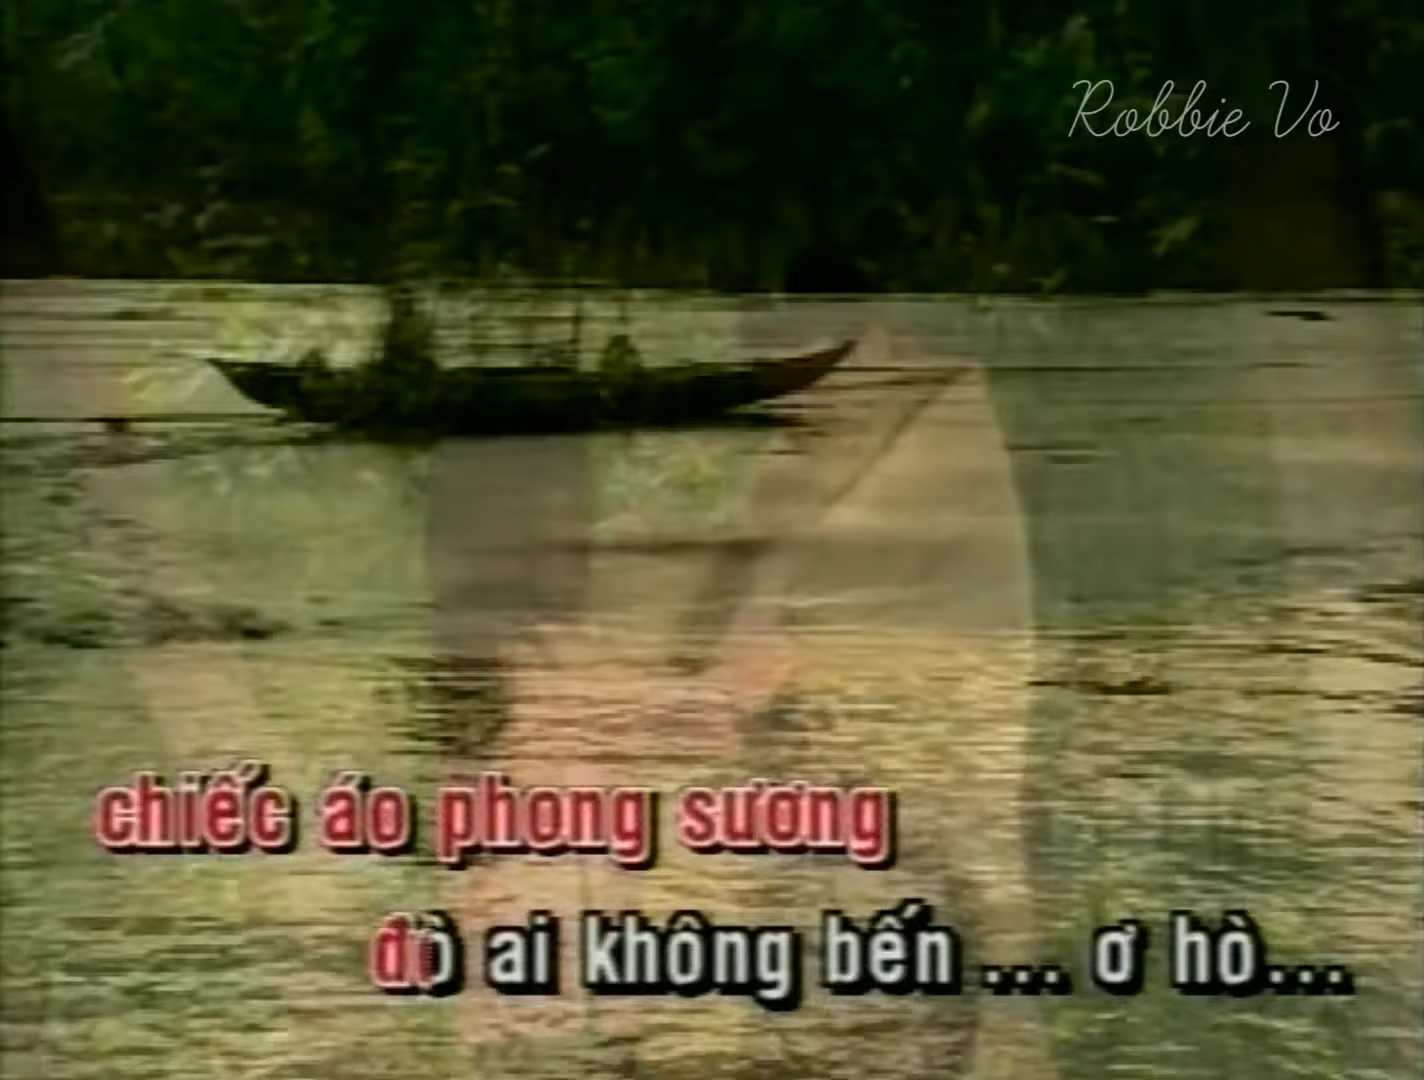 Robbie Vo
chiếc áo phong sương
đò ai không bến ... ơ hò...